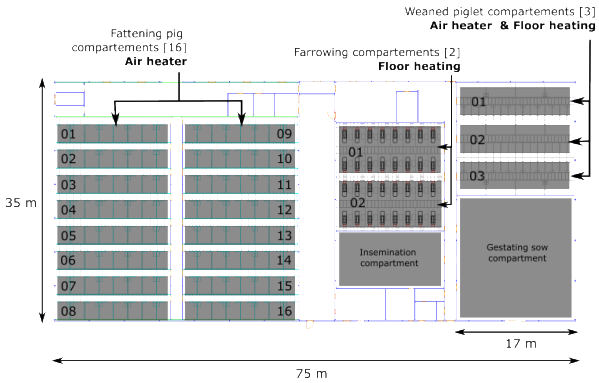 Weaned piglet compartements [3]
Air heater & Floor heating
Fattening pig
compartements [16]
Air heater
Farrowing compartements [2]
Floor heating
01
02
03
04
05
06
07
08
09
10
11
12
13
14
15
16
01
02
Insemination
compartment
01
02
03
Gestating sow
compartment
35 m
17 m
75 m